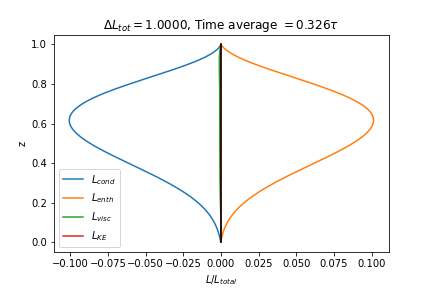 ΔL_tot = 1.0000, Time average = 0.326τ
z
1.0
0.8
0.6
0.4
0.2
0.0
L_cond
L_enth
L_visc
L_KE
−0.100 −0.075 −0.050 −0.025 0.000 0.025 0.050 0.075 0.100
L/L_total